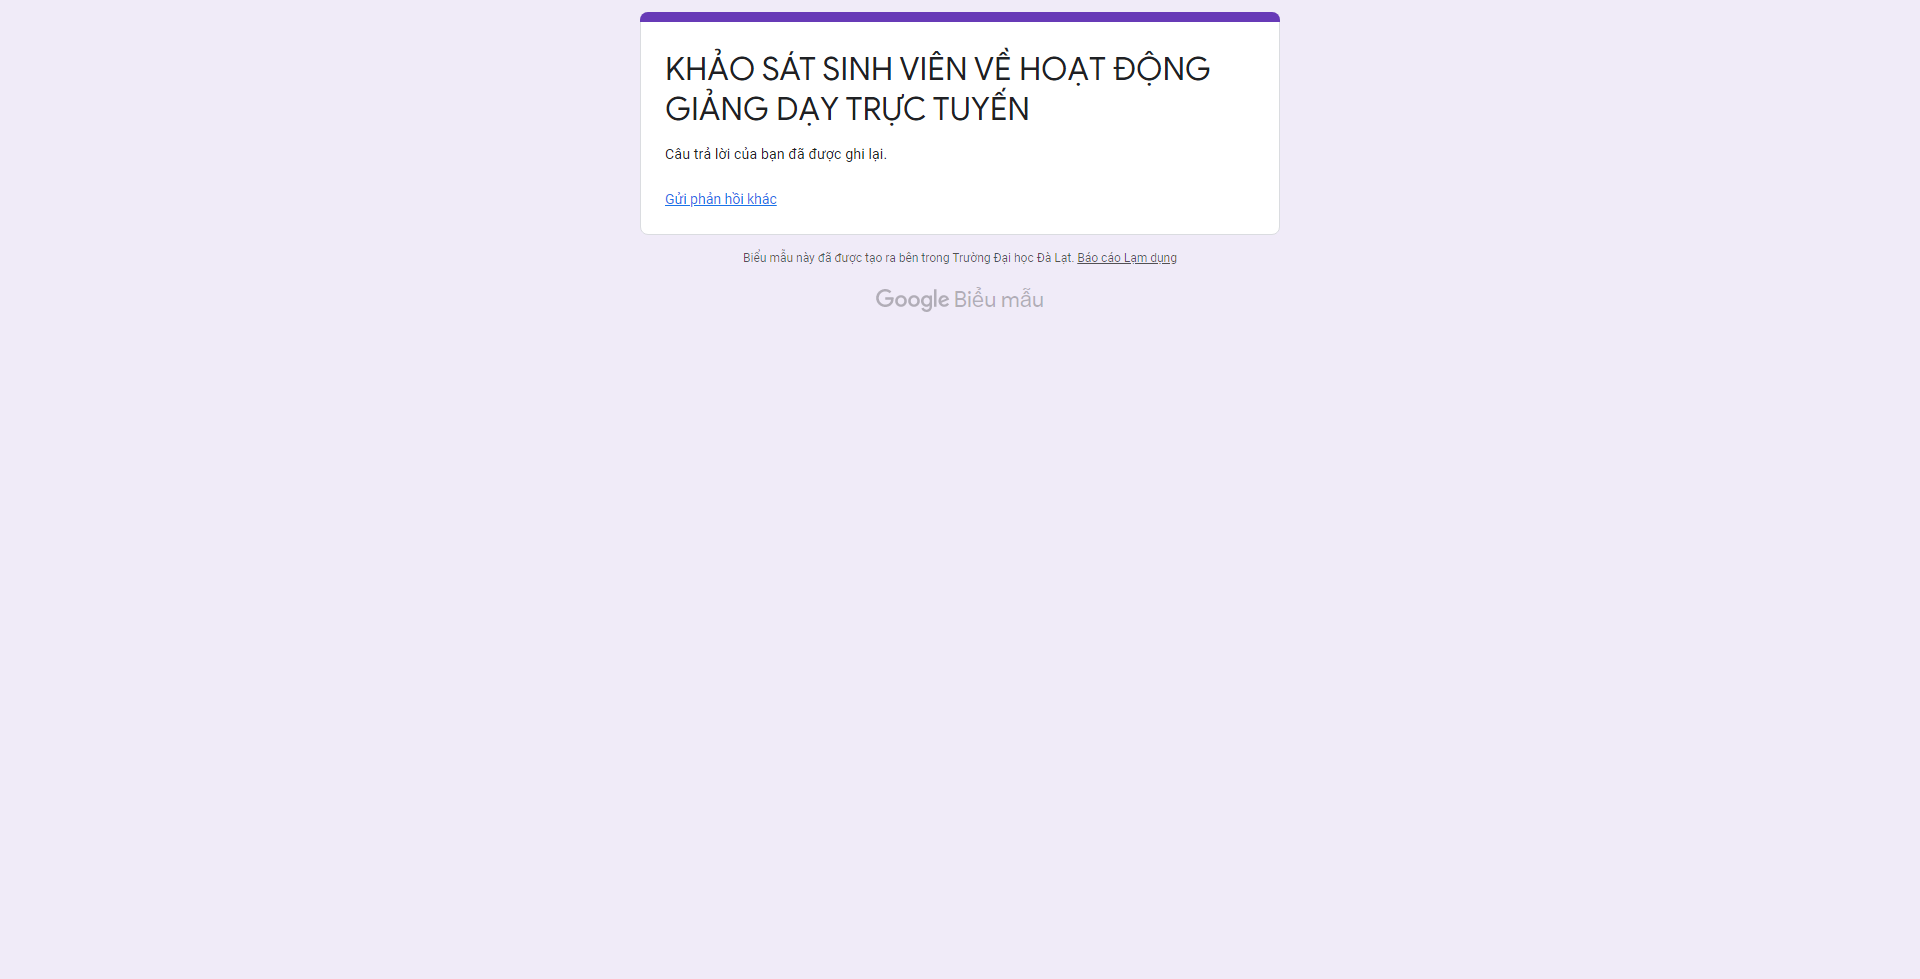 KHẢO SÁT SINH VIÊN VỀ HOẠT ĐỘNG
GIẢNG DẠY TRỰC TUYẾN
Câu trả lời của bạn đã được ghi lại.
Gửi phản hồi khác
Biểu mẫu này đã được tạo ra bên trong Trường Đại học Đà Lạt. Báo cáo Lạm dụng
Google Biểu mẫu